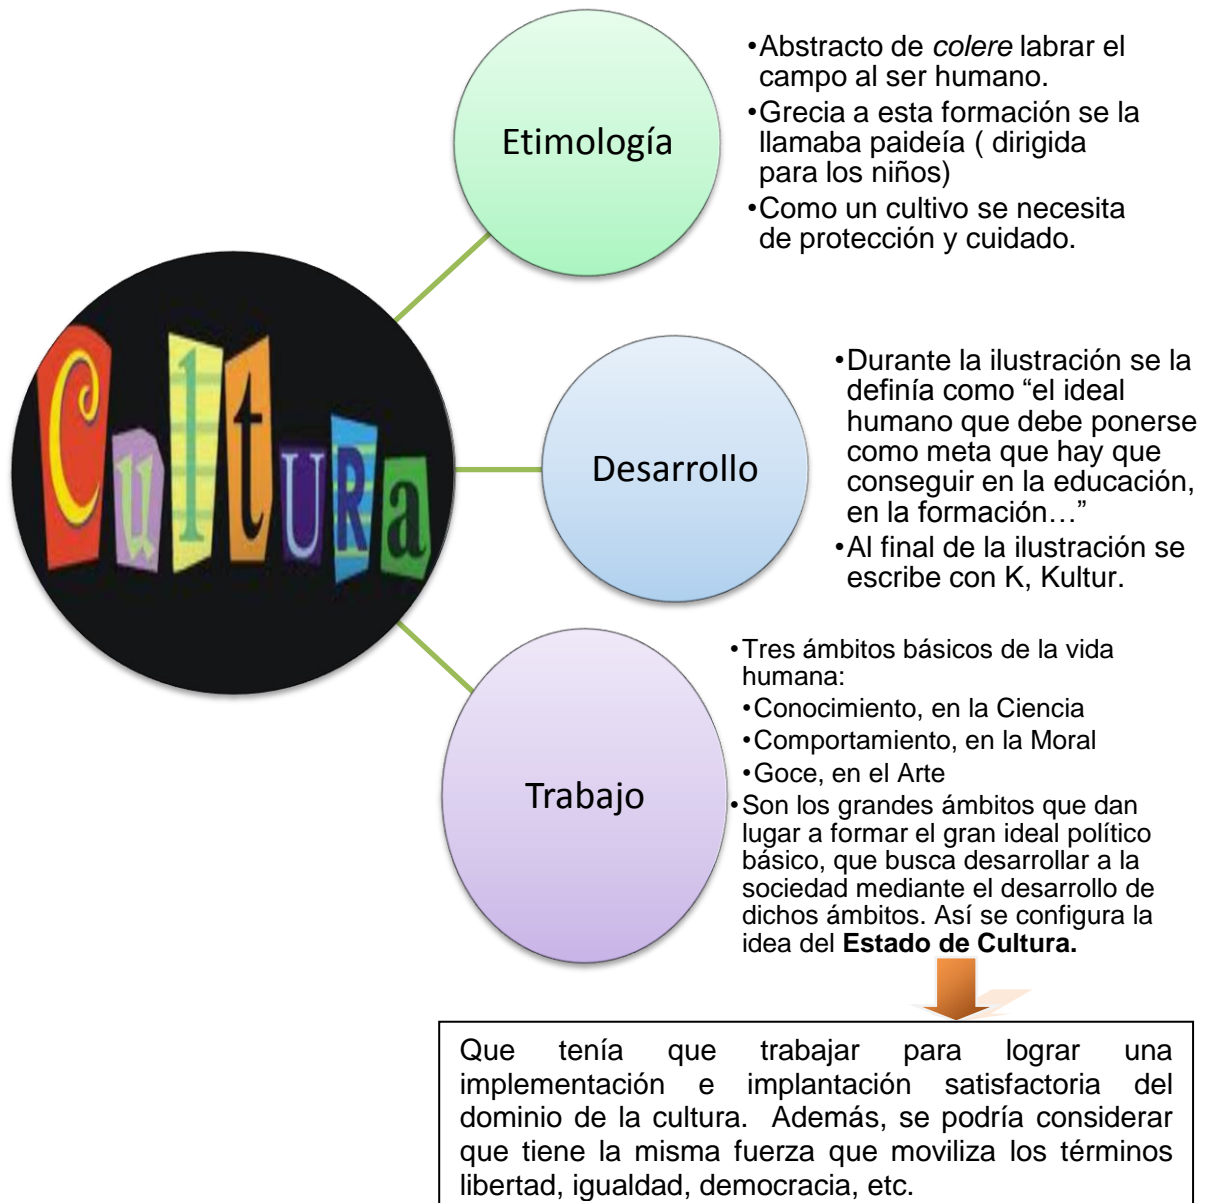 Cultura
Etimología
•Abstracto de colere labrar el
campo al ser humano.
•Grecia a esta formación se la
llamaba paideía ( dirigida
para los niños)
•Como un cultivo se necesita
de protección y cuidado.
Desarrollo
•Durante la ilustración se la
definía como “el ideal
humano que debe ponerse
como meta que hay que
conseguir en la educación,
en la formación…”
•Al final de la ilustración se
escribe con K, Kultur.
Trabajo
•Tres ámbitos básicos de la vida
humana:
•Conocimiento, en la Ciencia
•Comportamiento, en la Moral
•Goce, en el Arte
•Son los grandes ámbitos que dan
lugar a formar el gran ideal político
básico, que busca desarrollar a la
sociedad mediante el desarrollo de
dichos ámbitos. Así se configura la
idea del Estado de Cultura.
Que tenía que trabajar para lograr una
implementación e implantación satisfactoria del
dominio de la cultura. Además, se podría considerar
que tiene la misma fuerza que moviliza los términos
libertad, igualdad, democracia, etc.